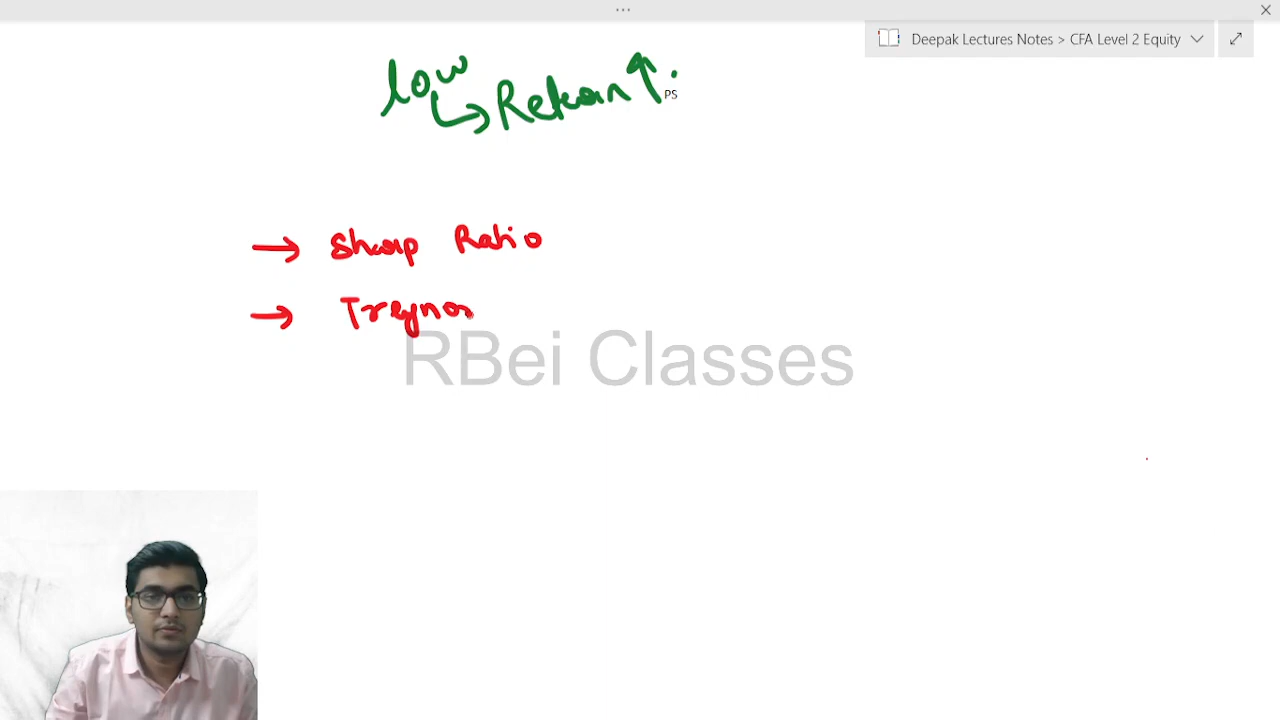 ...
Deepak Lectures Notes > CFA Level 2 Equity
low
→ Return ↑
PS
→ Sharp Ratio
→ Treynor
RBei Classes